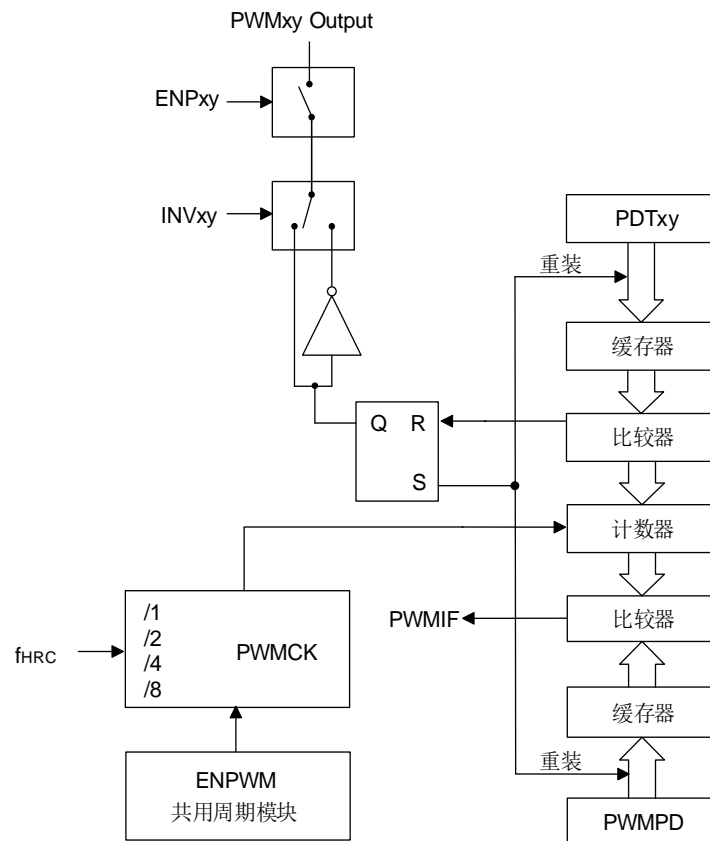 PWMxy Output
ENPxy
INVxy
PDTxy
重装
缓存器
Q R
比较器
S
计数器
/1
/2
/4
/8
PWMCK
fHRC
PWMIF
比较器
缓存器
ENPWM
共用周期模块
重装
PWMPD